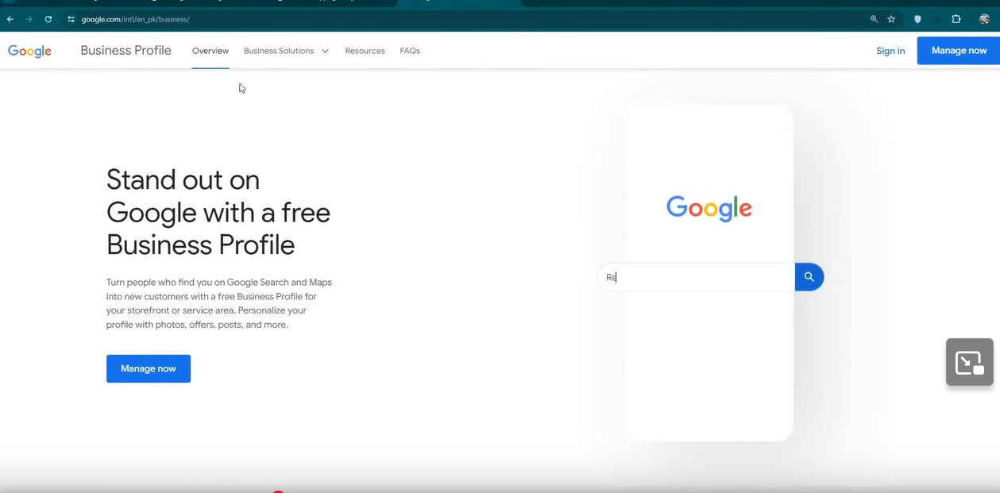 google.com/intl/en_pk/business/
Google Business Profile Overview Business Solutions Resources FAQs Sign in Manage now
Stand out on
Google with a free
Business Profile
Turn people who find you on Google Search and Maps
into new customers with a free Business Profile for
your storefront or service area. Personalize your
profile with photos, offers, posts, and more.
Manage now
Google
Re